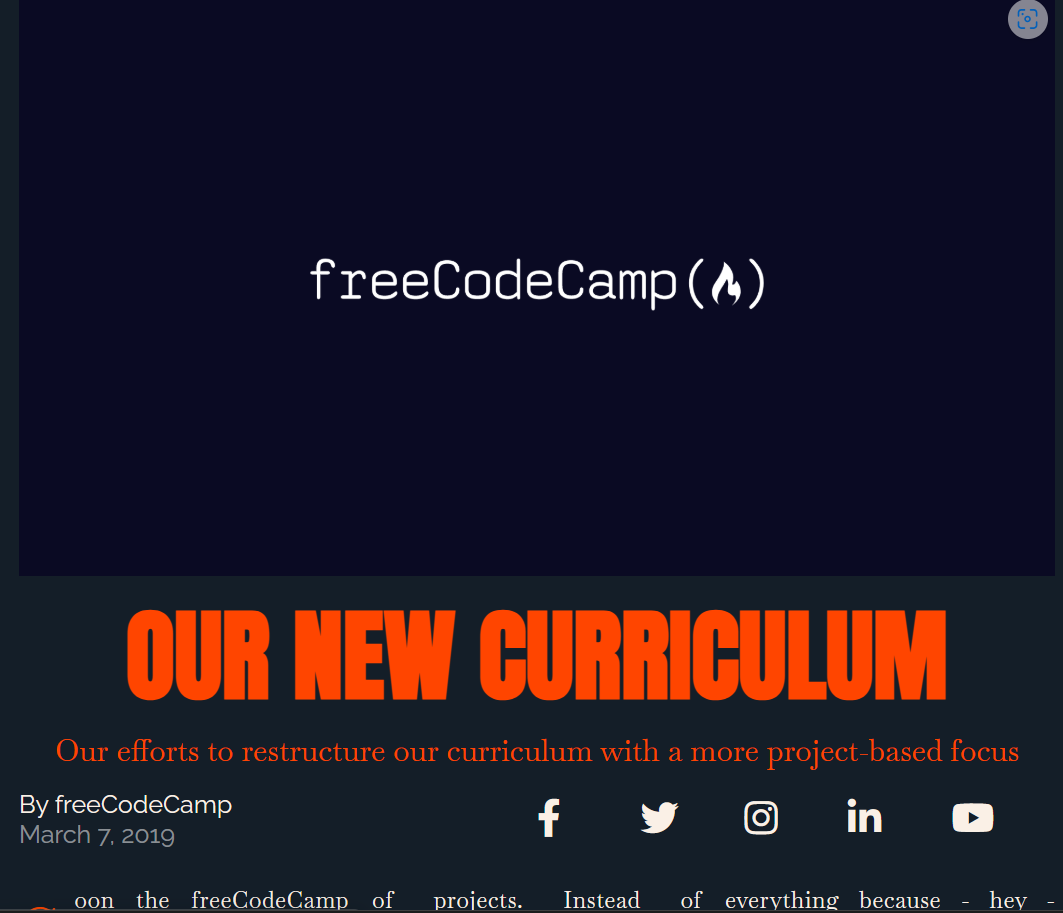 freeCodeCamp()
OUR NEW CURRICULUM
Our efforts to restructure our curriculum with a more project-based focus
By freeCodeCamp
March 7, 2019
oon the freeCodeCamp of projects. Instead of everything because - hey -